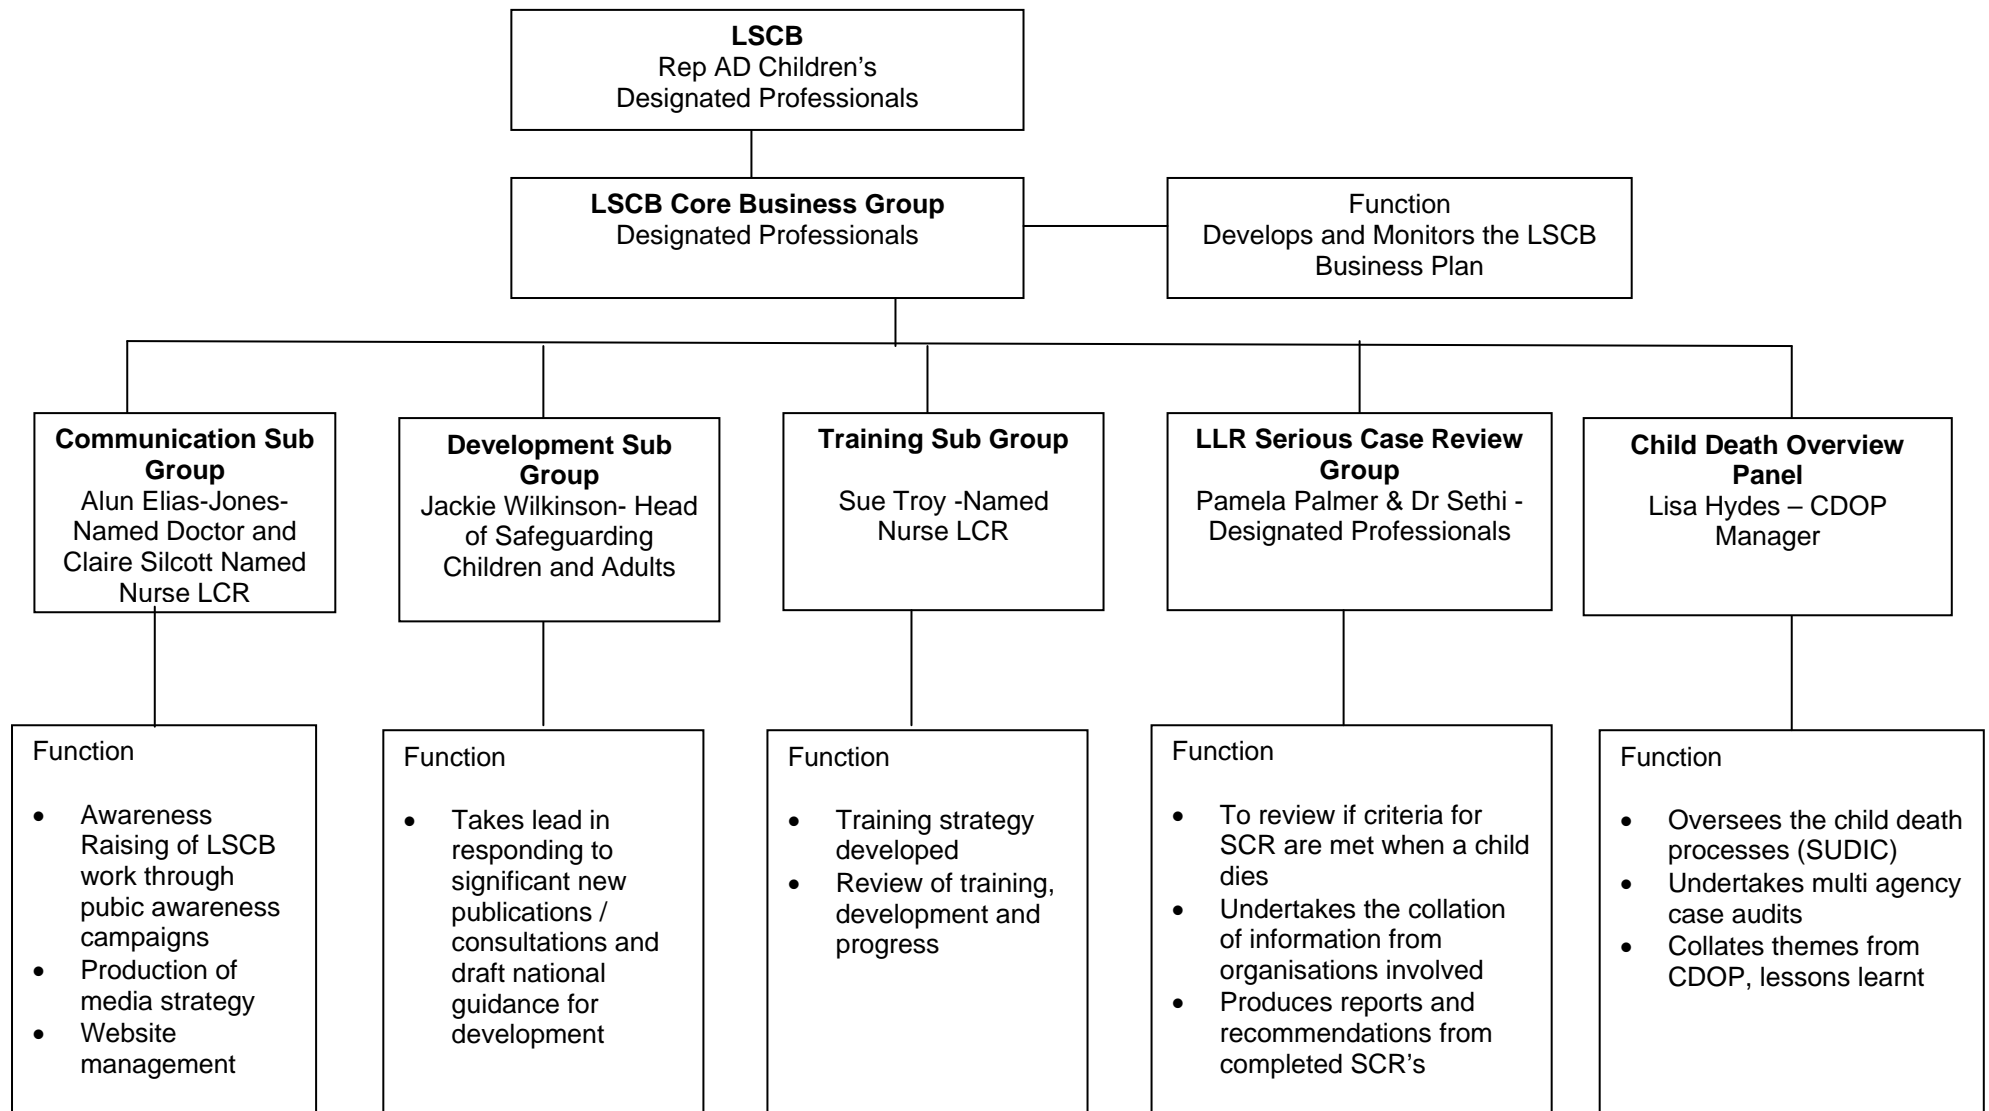 LSCB
Rep AD Children’s
Designated Professionals
LSCB Core Business Group
Designated Professionals
Function
Develops and Monitors the LSCB
Business Plan
Communication Sub
Group
Alun Elias-Jones-
Named Doctor and
Claire Silcott Named
Nurse LCR
Development Sub
Group
Jackie Wilkinson- Head
of Safeguarding
Children and Adults
Training Sub Group
Sue Troy -Named
Nurse LCR
LLR Serious Case Review
Group
Pamela Palmer & Dr Sethi -
Designated Professionals
Child Death Overview
Panel
Lisa Hydes – CDOP
Manager
Function
• Awareness
Raising of LSCB
work through
pubic awareness
campaigns
• Production of
media strategy
• Website
management
Function
• Takes lead in
responding to
significant new
publications /
consultations and
draft national
guidance for
development
Function
• Training strategy
developed
• Review of training,
development and
progress
Function
• To review if criteria for
SCR are met when a child
dies
• Undertakes the collation
of information from
organisations involved
• Produces reports and
recommendations from
completed SCR’s
Function
• Oversees the child death
processes (SUDIC)
• Undertakes multi agency
case audits
• Collates themes from
CDOP, lessons learnt